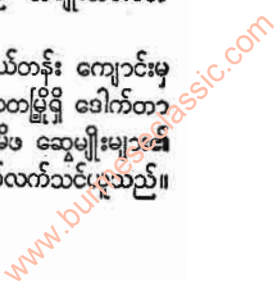 ယ်တန်း ကျောင်းမှ
တမြို့ရှိ ဒေါက်တာ
မိဖ ဆွေမျိုးများ၏
လက်သင်ယူသည်။
www.burmeseclassic.com